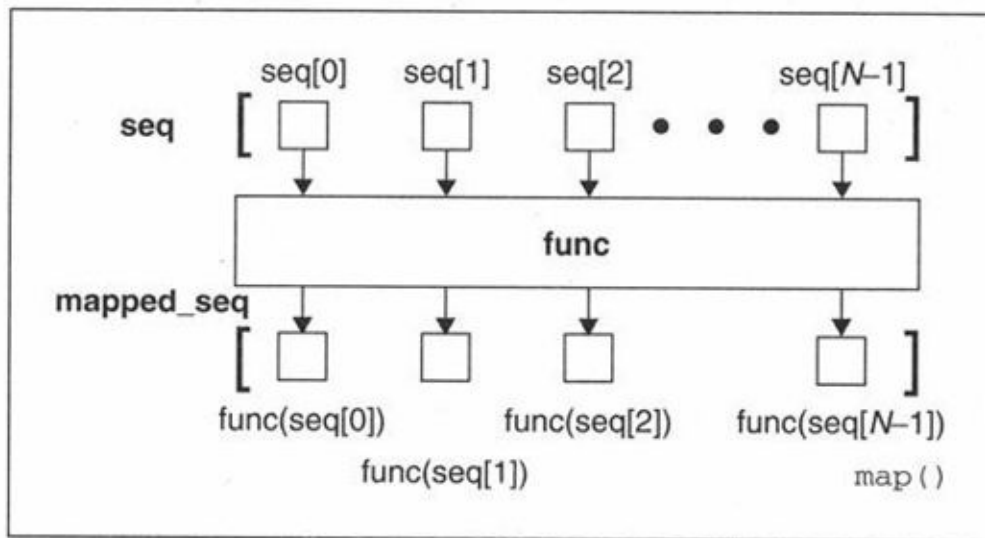 seq[0] seq[1] seq[2] seq[N–1]
seq
func
mapped_seq
func(seq[0]) func(seq[2]) func(seq[N–1])
func(seq[1]) map()